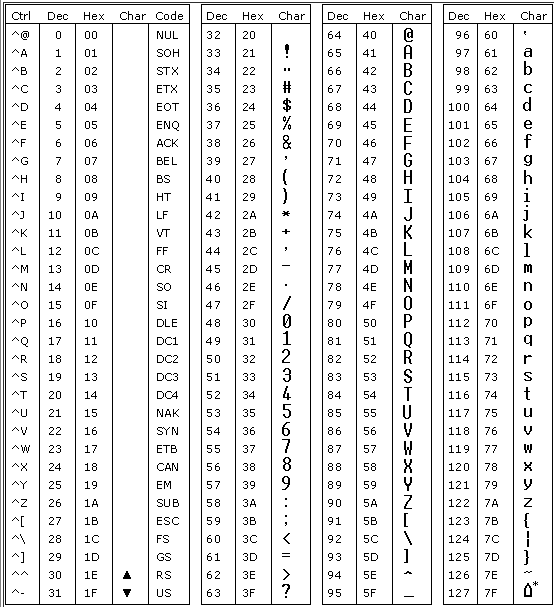 Ctrl Dec Hex Char Code Dec Hex Char Dec Hex Char Dec Hex Char
^@ 0 00 NUL 32 20 64 40 @ 96 60 `
^A 1 01 SOH 33 21 ! 65 41 A 97 61 a
^B 2 02 STX 34 22 " 66 42 B 98 62 b
^C 3 03 ETX 35 23 # 67 43 C 99 63 c
^D 4 04 EOT 36 24 $ 68 44 D 100 64 d
^E 5 05 ENQ 37 25 % 69 45 E 101 65 e
^F 6 06 ACK 38 26 & 70 46 F 102 66 f
^G 7 07 BEL 39 27 ' 71 47 G 103 67 g
^H 8 08 BS 40 28 ( 72 48 H 104 68 h
^I 9 09 HT 41 29 ) 73 49 I 105 69 i
^J 10 0A LF 42 2A * 74 4A J 106 6A j
^K 11 0B VT 43 2B + 75 4B K 107 6B k
^L 12 0C FF 44 2C , 76 4C L 108 6C l
^M 13 0D CR 45 2D - 77 4D M 109 6D m
^N 14 0E SO 46 2E . 78 4E N 110 6E n
^O 15 0F SI 47 2F / 79 4F O 111 6F o
^P 16 10 DLE 48 30 0 80 50 P 112 70 p
^Q 17 11 DC1 49 31 1 81 51 Q 113 71 q
^R 18 12 DC2 50 32 2 82 52 R 114 72 r
^S 19 13 DC3 51 33 3 83 53 S 115 73 s
^T 20 14 DC4 52 34 4 84 54 T 116 74 t
^U 21 15 NAK 53 35 5 85 55 U 117 75 u
^V 22 16 SYN 54 36 6 86 56 V 118 76 v
^W 23 17 ETB 55 37 7 87 57 W 119 77 w
^X 24 18 CAN 56 38 8 88 58 X 120 78 x
^Y 25 19 EM 57 39 9 89 59 Y 121 79 y
^Z 26 1A SUB 58 3A : 90 5A Z 122 7A z
^[ 27 1B ESC 59 3B ; 91 5B [ 123 7B {
^\ 28 1C FS 60 3C < 92 5C \ 124 7C ¦
^] 29 1D GS 61 3D = 93 5D ] 125 7D }
^^ 30 1E ▲ RS 62 3E > 94 5E ^ 126 7E ~
^- 31 1F ▼ US 63 3F ? 95 5F _ 127 7F ⌂*